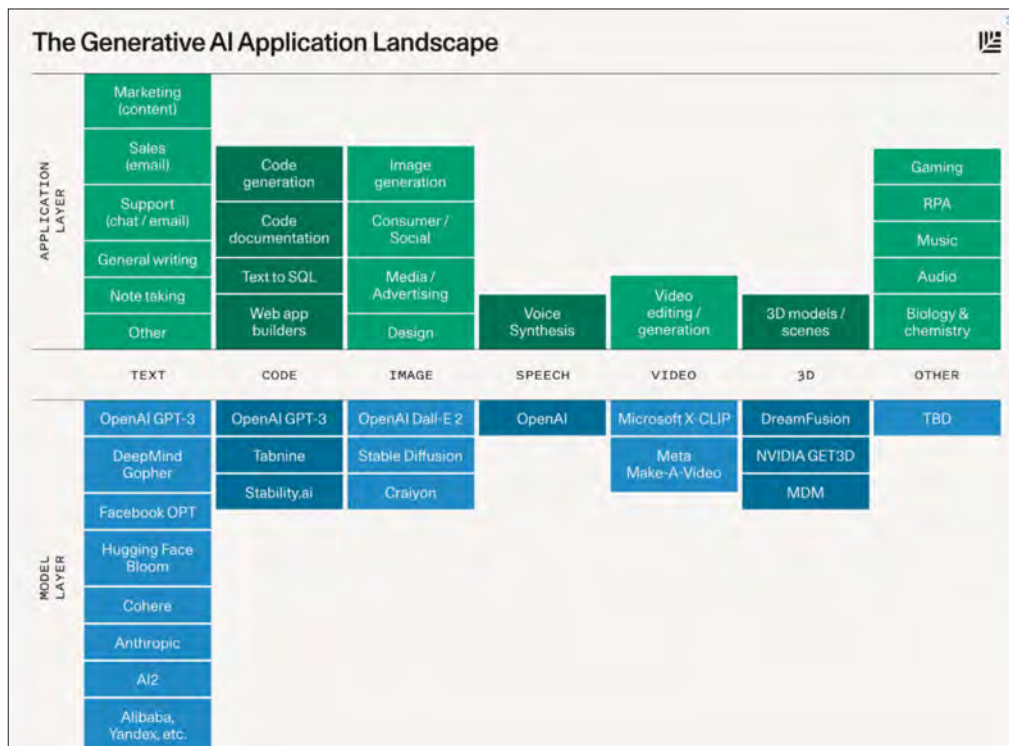 The Generative AI Application Landscape
APPLICATION
LAYER
Marketing
(content)
Sales
(email)
Support
(chat / email)
General writing
Note taking
Other
Code
generation
Code
documentation
Text to SQL
Web app
builders
Image
generation
Consumer /
Social
Media /
Advertising
Design
Voice
Synthesis
Video
editing /
generation
3D models /
scenes
Gaming
RPA
Music
Audio
Biology &
chemistry
TEXT
CODE
IMAGE
SPEECH
VIDEO
3D
OTHER
MODEL
LAYER
OpenAI GPT-3
DeepMind
Gopher
Facebook OPT
Hugging Face
Bloom
Cohere
Anthropic
AI2
Alibaba,
Yandex, etc.
OpenAI GPT-3
Tabnine
Stability.ai
OpenAI Dall-E 2
Stable Diffusion
Craiyon
OpenAI
Microsoft X-CLIP
Meta
Make-A-Video
DreamFusion
NVIDIA GET3D
MDM
TBD